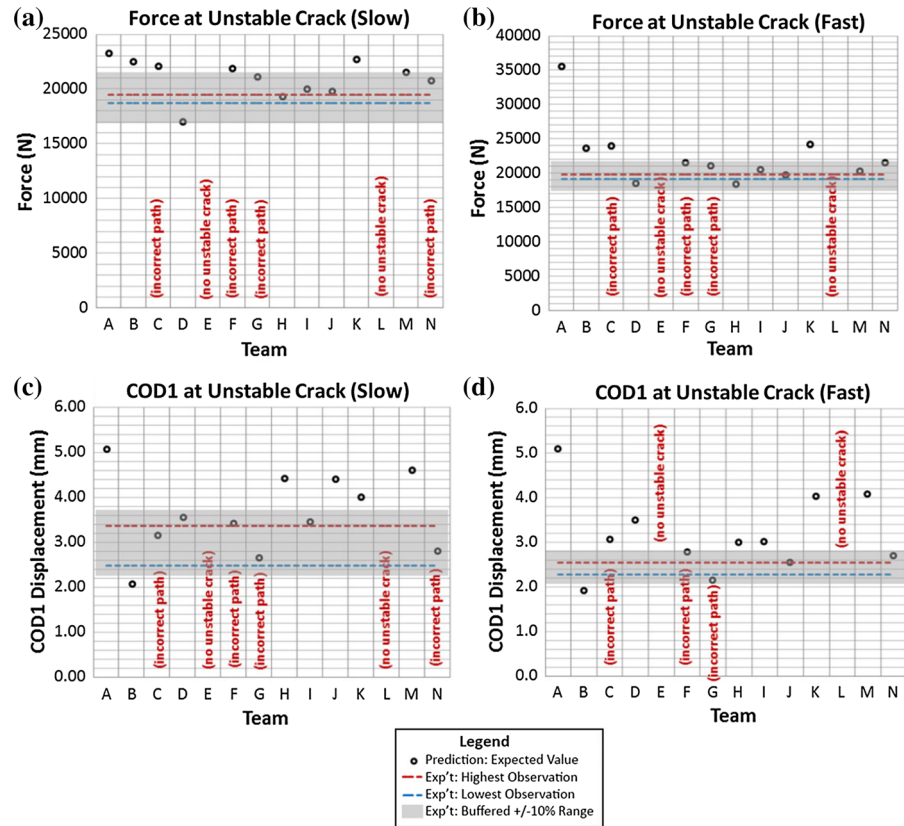 (a) Force at Unstable Crack (Slow)
25000
20000
15000
10000
5000
0
Force (N)
(incorrect path)
(no unstable crack)
(incorrect path)
(incorrect path)
(no unstable crack)
(incorrect path)
A B C D E F G H I J K L M N
Team
(b) Force at Unstable Crack (Fast)
40000
35000
30000
25000
20000
15000
10000
5000
0
Force (N)
(incorrect path)
(no unstable crack)
(incorrect path)
(incorrect path)
(no unstable crack)
A B C D E F G H I J K L M N
Team
(c) COD1 at Unstable Crack (Slow)
6.00
5.00
4.00
3.00
2.00
1.00
0.00
COD1 Displacement (mm)
(incorrect path)
(no unstable crack)
(incorrect path)
(incorrect path)
(no unstable crack)
(incorrect path)
A B C D E F G H I J K L M N
Team
(d) COD1 at Unstable Crack (Fast)
6.0
5.0
4.0
3.0
2.0
1.0
0.0
COD1 Displacement (mm)
(incorrect path)
(no unstable crack)
(incorrect path)
(incorrect path)
(no unstable crack)
A B C D E F G H I J K L M N
Team
Legend
Prediction: Expected Value
Exp't: Highest Observation
Exp't: Lowest Observation
Exp't: Buffered +/-10% Range